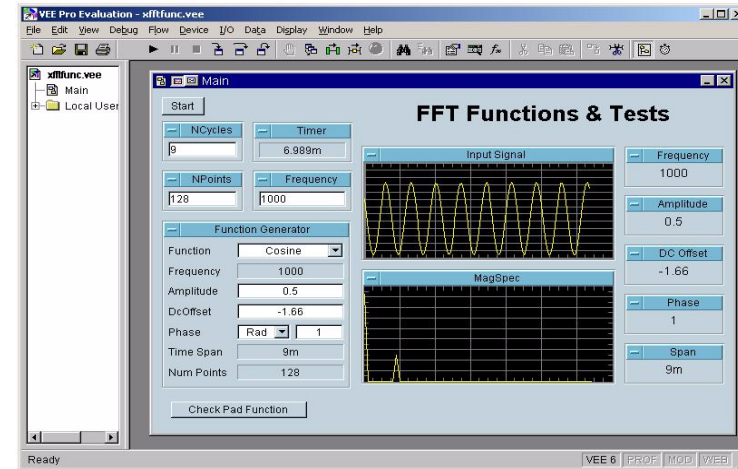 VEE Pro Evaluation - xfftfunc.vee
File Edit View Debug Flow Device I/O Data Display Window Help
xfftfunc.vee
Main
Local User
Main
Start
FFT Functions & Tests
NCycles
9
Timer
6.989m
NPoints
128
Frequency
1000
Function Generator
Function Cosine
Frequency 1000
Amplitude 0.5
DcOffset -1.66
Phase Rad 1
Time Span 9m
Num Points 128
Check Pad Function
Input Signal
MagSpec
Frequency
1000
Amplitude
0.5
DC Offset
-1.66
Phase
1
Span
9m
Ready
VEE 6 PROF MOD WEB